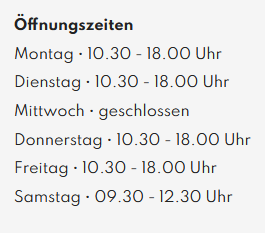 Öffnungszeiten
Montag · 10.30 - 18.00 Uhr
Dienstag · 10.30 - 18.00 Uhr
Mittwoch · geschlossen
Donnerstag · 10.30 - 18.00 Uhr
Freitag · 10.30 - 18.00 Uhr
Samstag · 09.30 - 12.30 Uhr